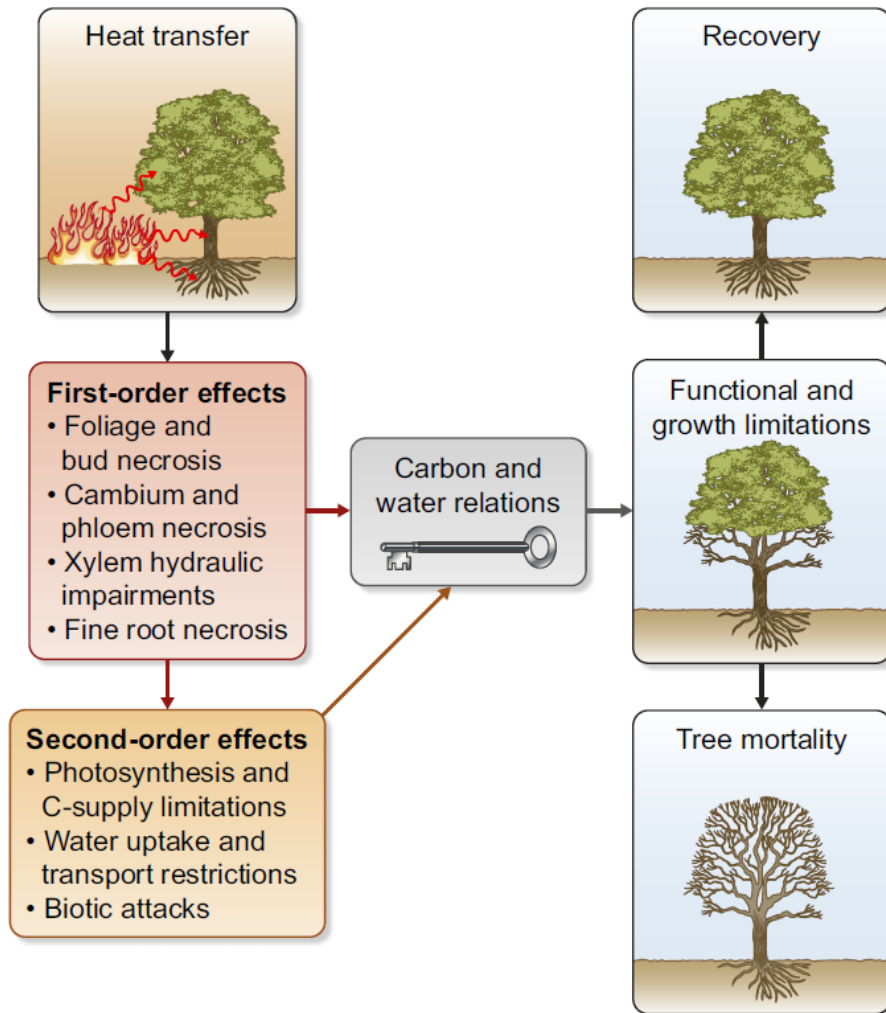 Heat transfer
First-order effects
• Foliage and
bud necrosis
• Cambium and
phloem necrosis
• Xylem hydraulic
impairments
• Fine root necrosis
Second-order effects
• Photosynthesis and
C-supply limitations
• Water uptake and
transport restrictions
• Biotic attacks
Carbon and
water relations
Recovery
Functional and
growth limitations
Tree mortality